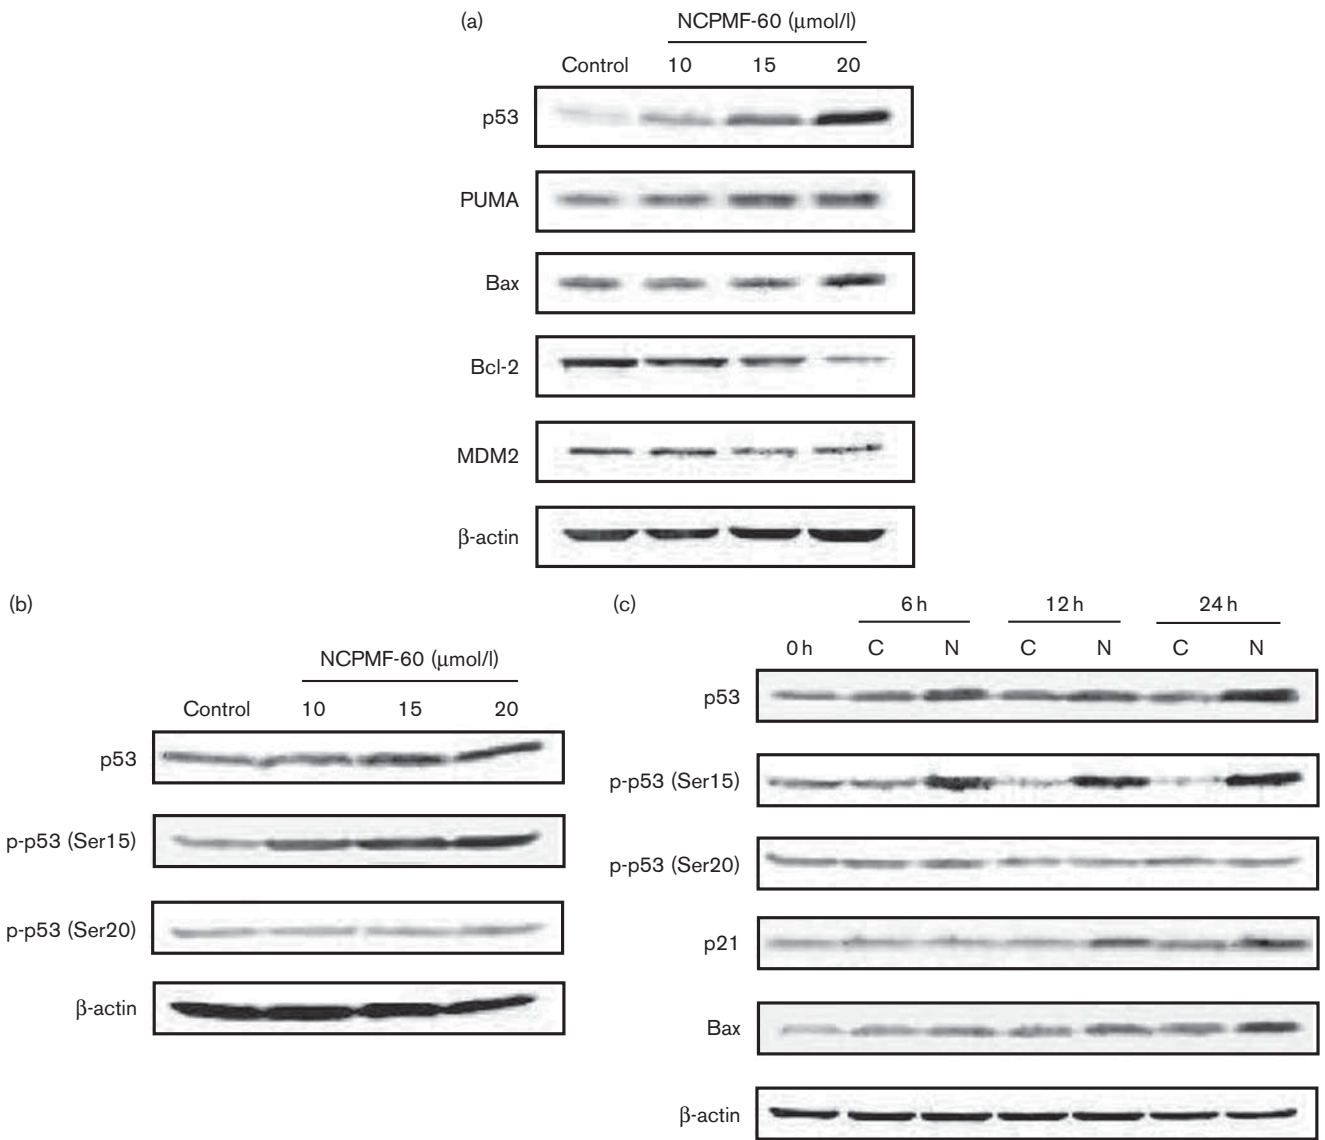 (a)
NCPMF-60 (μmol/l)
Control 10 15 20
p53
PUMA
Bax
Bcl-2
MDM2
β-actin
(b)
NCPMF-60 (μmol/l)
Control 10 15 20
p53
p-p53 (Ser15)
p-p53 (Ser20)
β-actin
(c)
6 h 12 h 24 h
0 h C N C N C N
p53
p-p53 (Ser15)
p-p53 (Ser20)
p21
Bax
β-actin